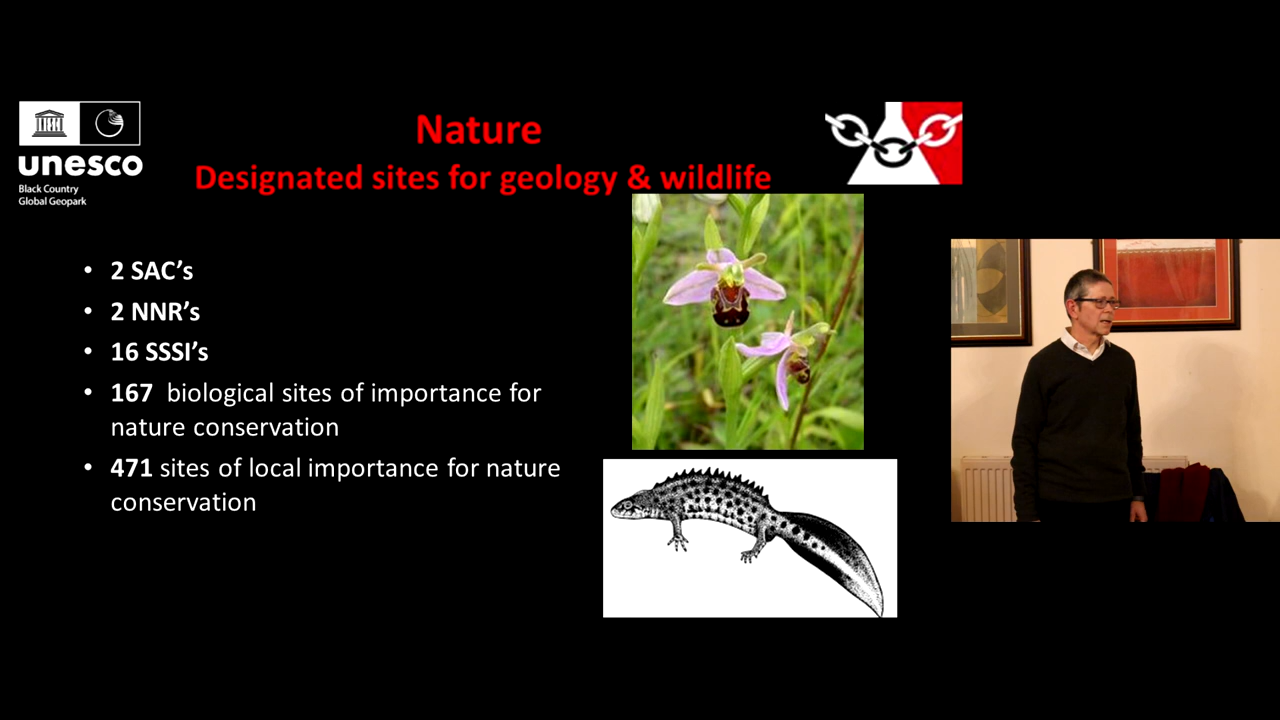 unesco
Black Country
Global Geopark
Nature
Designated sites for geology & wildlife
• 2 SAC’s
• 2 NNR’s
• 16 SSSI’s
• 167 biological sites of importance for
nature conservation
• 471 sites of local importance for nature
conservation